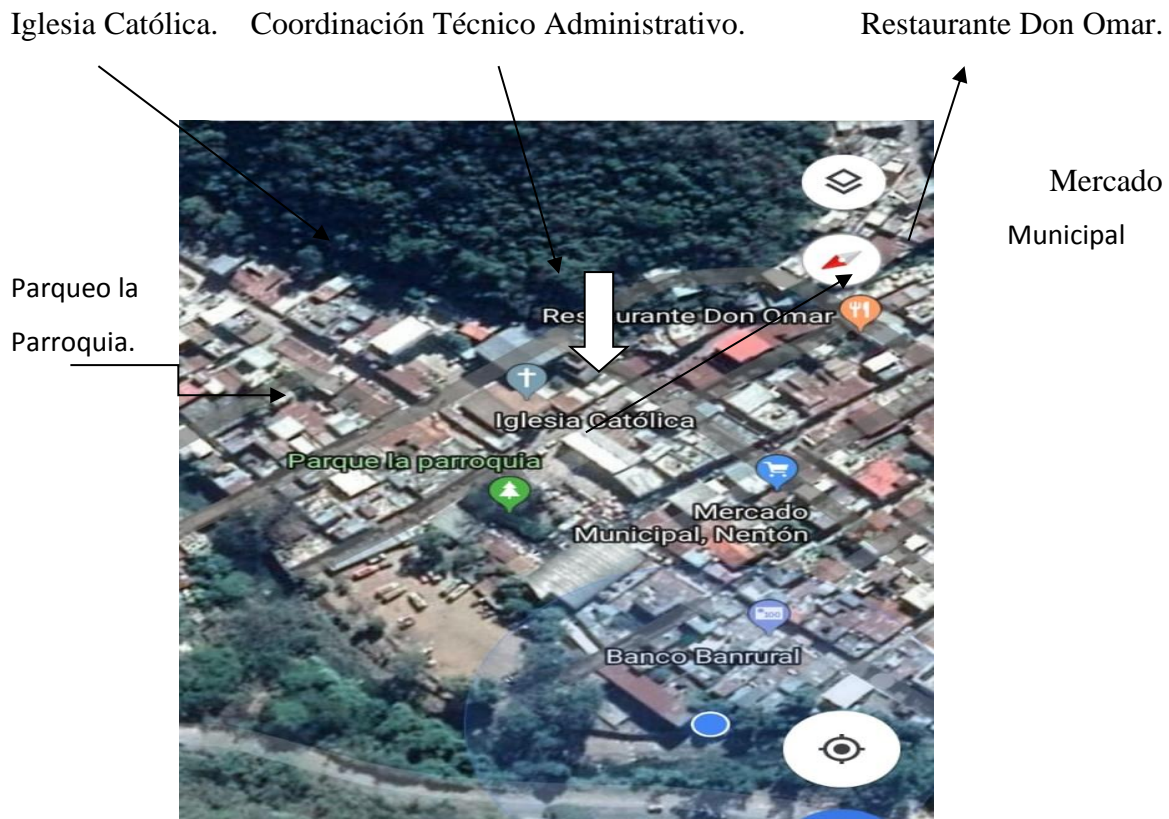 Iglesia Católica. Coordinación Técnico Administrativo. Restaurante Don Omar.
Mercado
Municipal
Parqueo la
Parroquia.
Restaurante Don Omar
Iglesia Católica
Parque la parroquia
Mercado
Municipal, Nentón
100
Banco Banrural